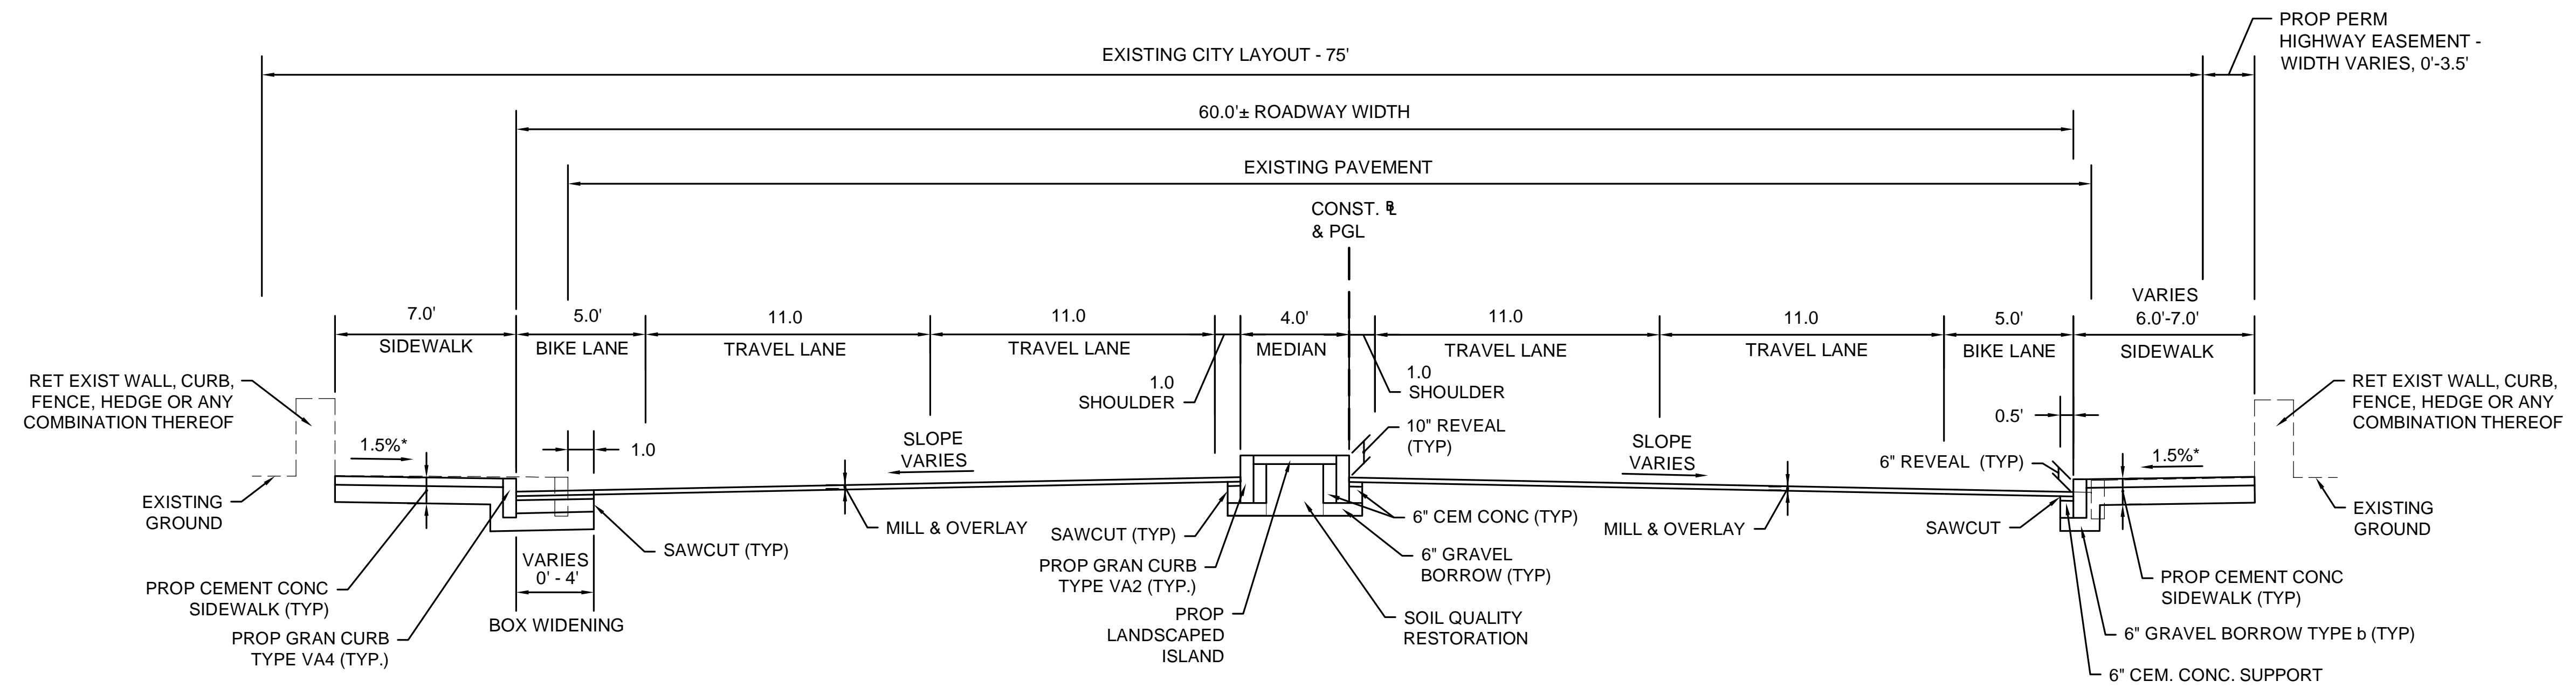 PROP PERM
HIGHWAY EASEMENT -
WIDTH VARIES, 0'-3.5'
EXISTING CITY LAYOUT - 75'
60.0'± ROADWAY WIDTH
EXISTING PAVEMENT
CONST. BL
& PGL
7.0'
SIDEWALK
5.0'
BIKE LANE
11.0
TRAVEL LANE
11.0
TRAVEL LANE
4.0'
MEDIAN
11.0
TRAVEL LANE
11.0
TRAVEL LANE
5.0'
BIKE LANE
VARIES
6.0'-7.0'
SIDEWALK
1.0
SHOULDER
1.0
SHOULDER
RET EXIST WALL, CURB,
FENCE, HEDGE OR ANY
COMBINATION THEREOF
1.5%*
1.0
SLOPE
VARIES
10" REVEAL
(TYP)
SLOPE
VARIES
0.5'
6" REVEAL (TYP)
1.5%*
RET EXIST WALL, CURB,
FENCE, HEDGE OR ANY
COMBINATION THEREOF
EXISTING
GROUND
SAWCUT (TYP)
MILL & OVERLAY
SAWCUT (TYP)
6" CEM CONC (TYP)
MILL & OVERLAY
SAWCUT
EXISTING
GROUND
VARIES
0' - 4'
BOX WIDENING
PROP CEMENT CONC
SIDEWALK (TYP)
PROP GRAN CURB
TYPE VA4 (TYP.)
PROP GRAN CURB
TYPE VA2 (TYP.)
PROP
LANDSCAPED
ISLAND
6" GRAVEL
BORROW (TYP)
SOIL QUALITY
RESTORATION
PROP CEMENT CONC
SIDEWALK (TYP)
6" GRAVEL BORROW TYPE b (TYP)
6" CEM. CONC. SUPPORT